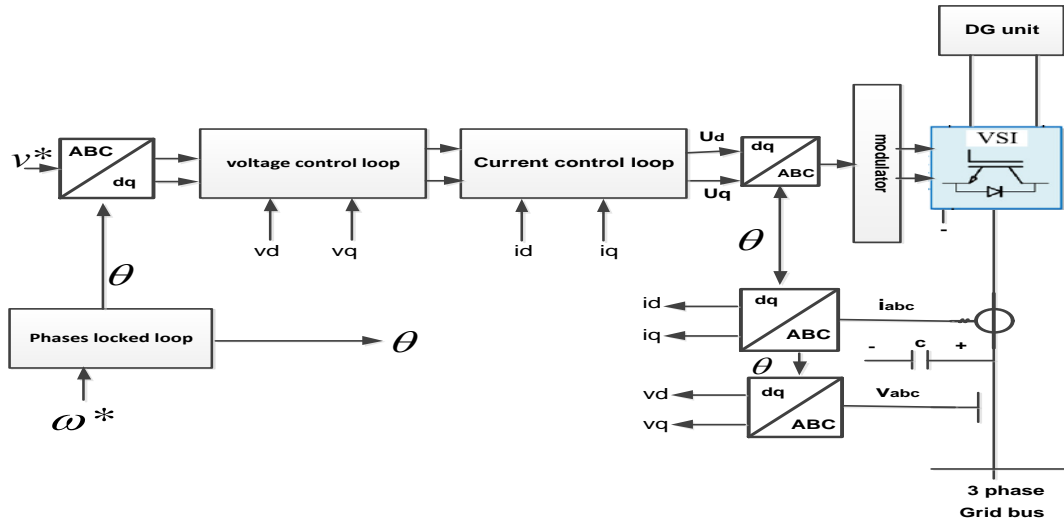 DG unit
VSI
modulator
v*
ABC
dq
voltage control loop
Current control loop
Ud
Uq
dq
ABC
vd
vq
id
iq
-
θ
θ
Phases locked loop
θ
ω*
id
iq
dq
ABC
iabc
- c +
θ
vd
vq
dq
ABC
vabc
3 phase
Grid bus